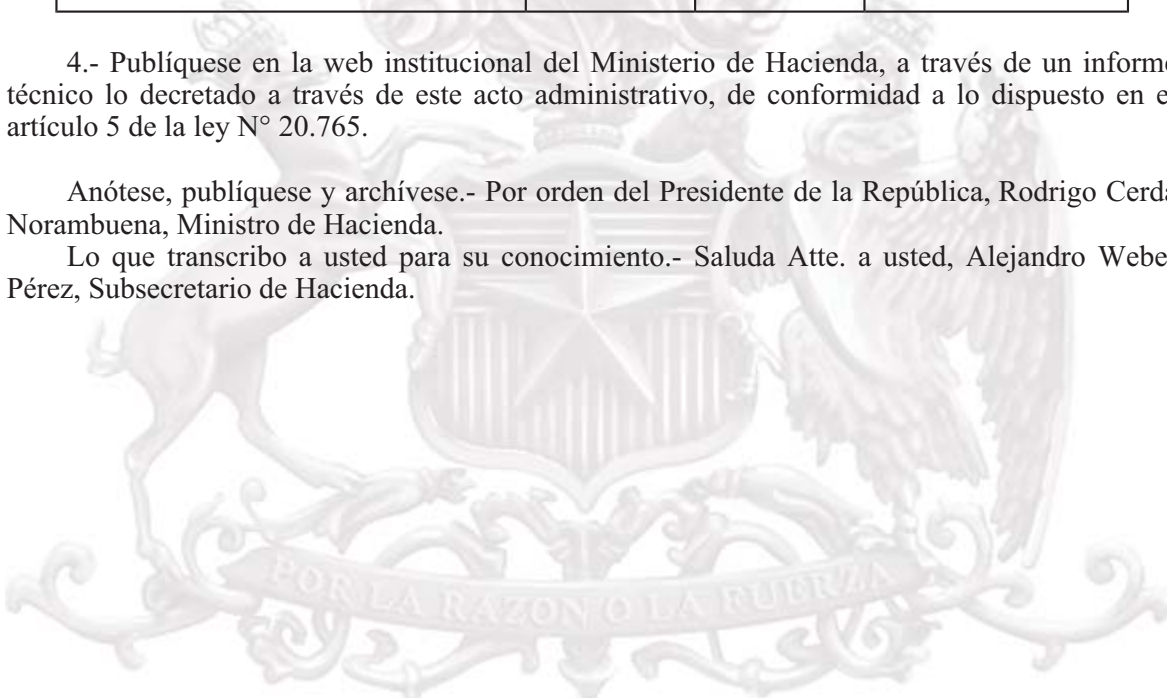 4.- Publíquese en la web institucional del Ministerio de Hacienda, a través de un informe
técnico lo decretado a través de este acto administrativo, de conformidad a lo dispuesto en e
artículo 5 de la ley N° 20.765.
Anótese, publíquese y archívese.- Por orden del Presidente de la República, Rodrigo Cerda
Norambuena, Ministro de Hacienda.
Lo que transcribo a usted para su conocimiento.- Saluda Atte. a usted, Alejandro Webe
Pérez, Subsecretario de Hacienda.
POR LA RAZON O LA FUERZA